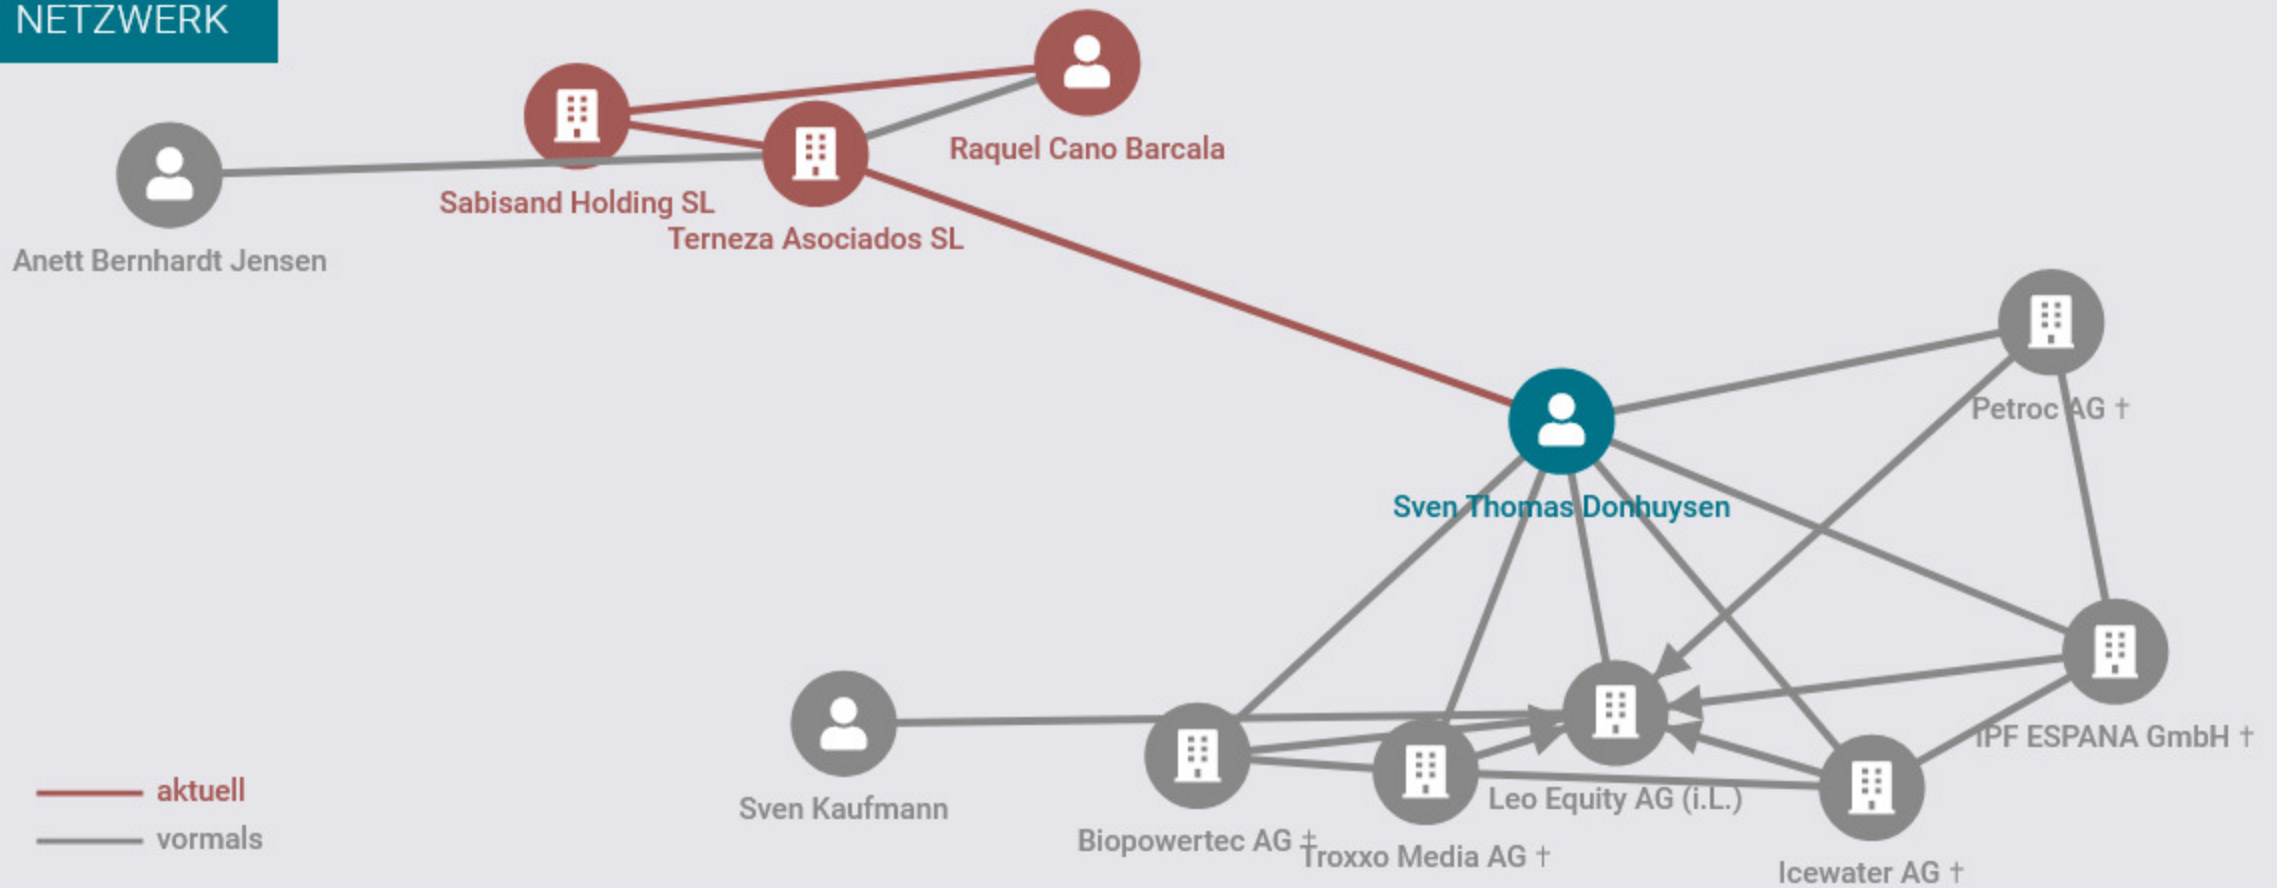 NETZWERK
Raquel Cano Barcala
Sabisand Holding SL
Terneza Asociados SL
Anett Bernhardt Jensen
Petroc AG †
Sven Thomas Donhuysen
IPF ESPANA GmbH †
aktuell
Leo Equity AG (i.L.)
Sven Kaufmann
vormals
Biopowertec AG †
Troxxo Media AG †
Icewater AG †